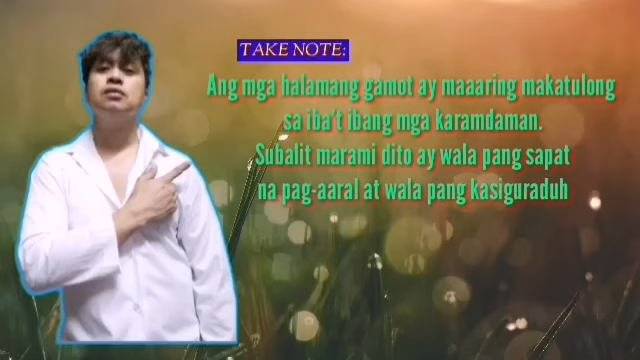 TAKE NOTE:
Ang mga halamang gamot ay maaaring makatulong
sa iba't ibang mga karamdaman.
Subalit marami dito ay wala pang sapat
na pag-aaral at wala pang kasiguraduh